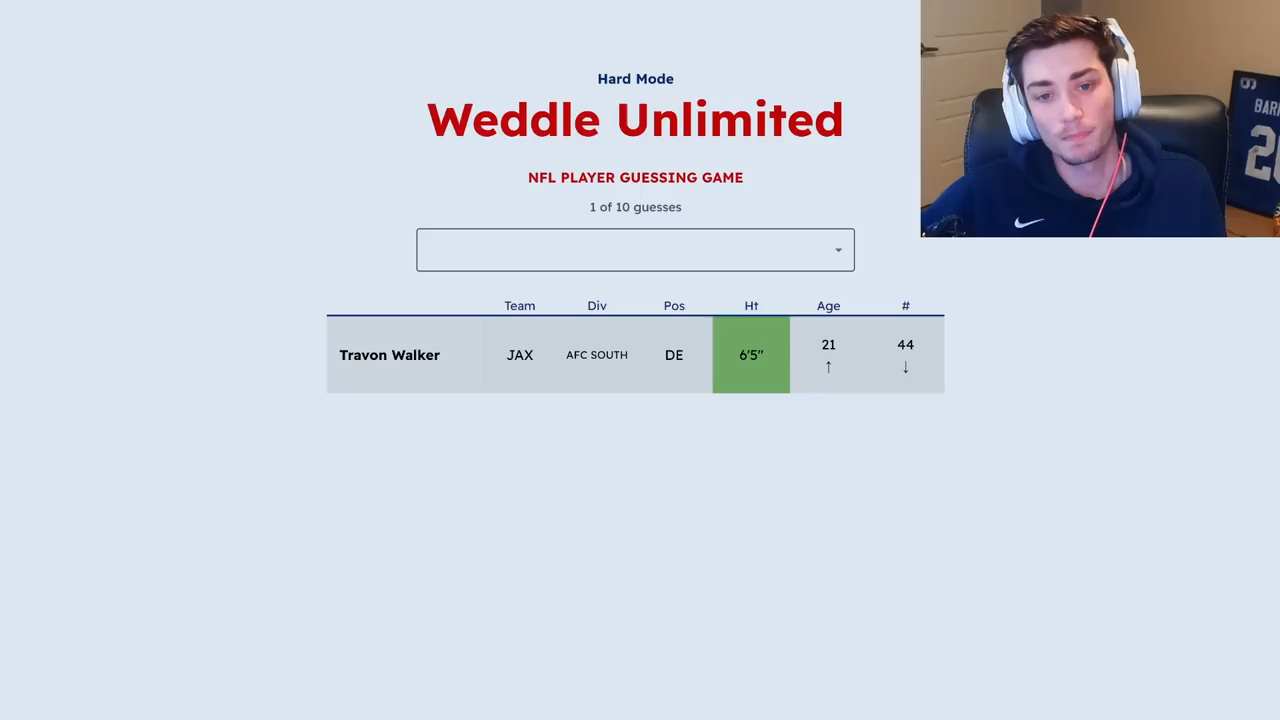 Hard Mode
Weddle Unlimited
NFL PLAYER GUESSING GAME
1 of 10 guesses
Team Div Pos Ht Age #
Travon Walker JAX AFC SOUTH DE 6'5" 21 44
↑ ↓
BAR